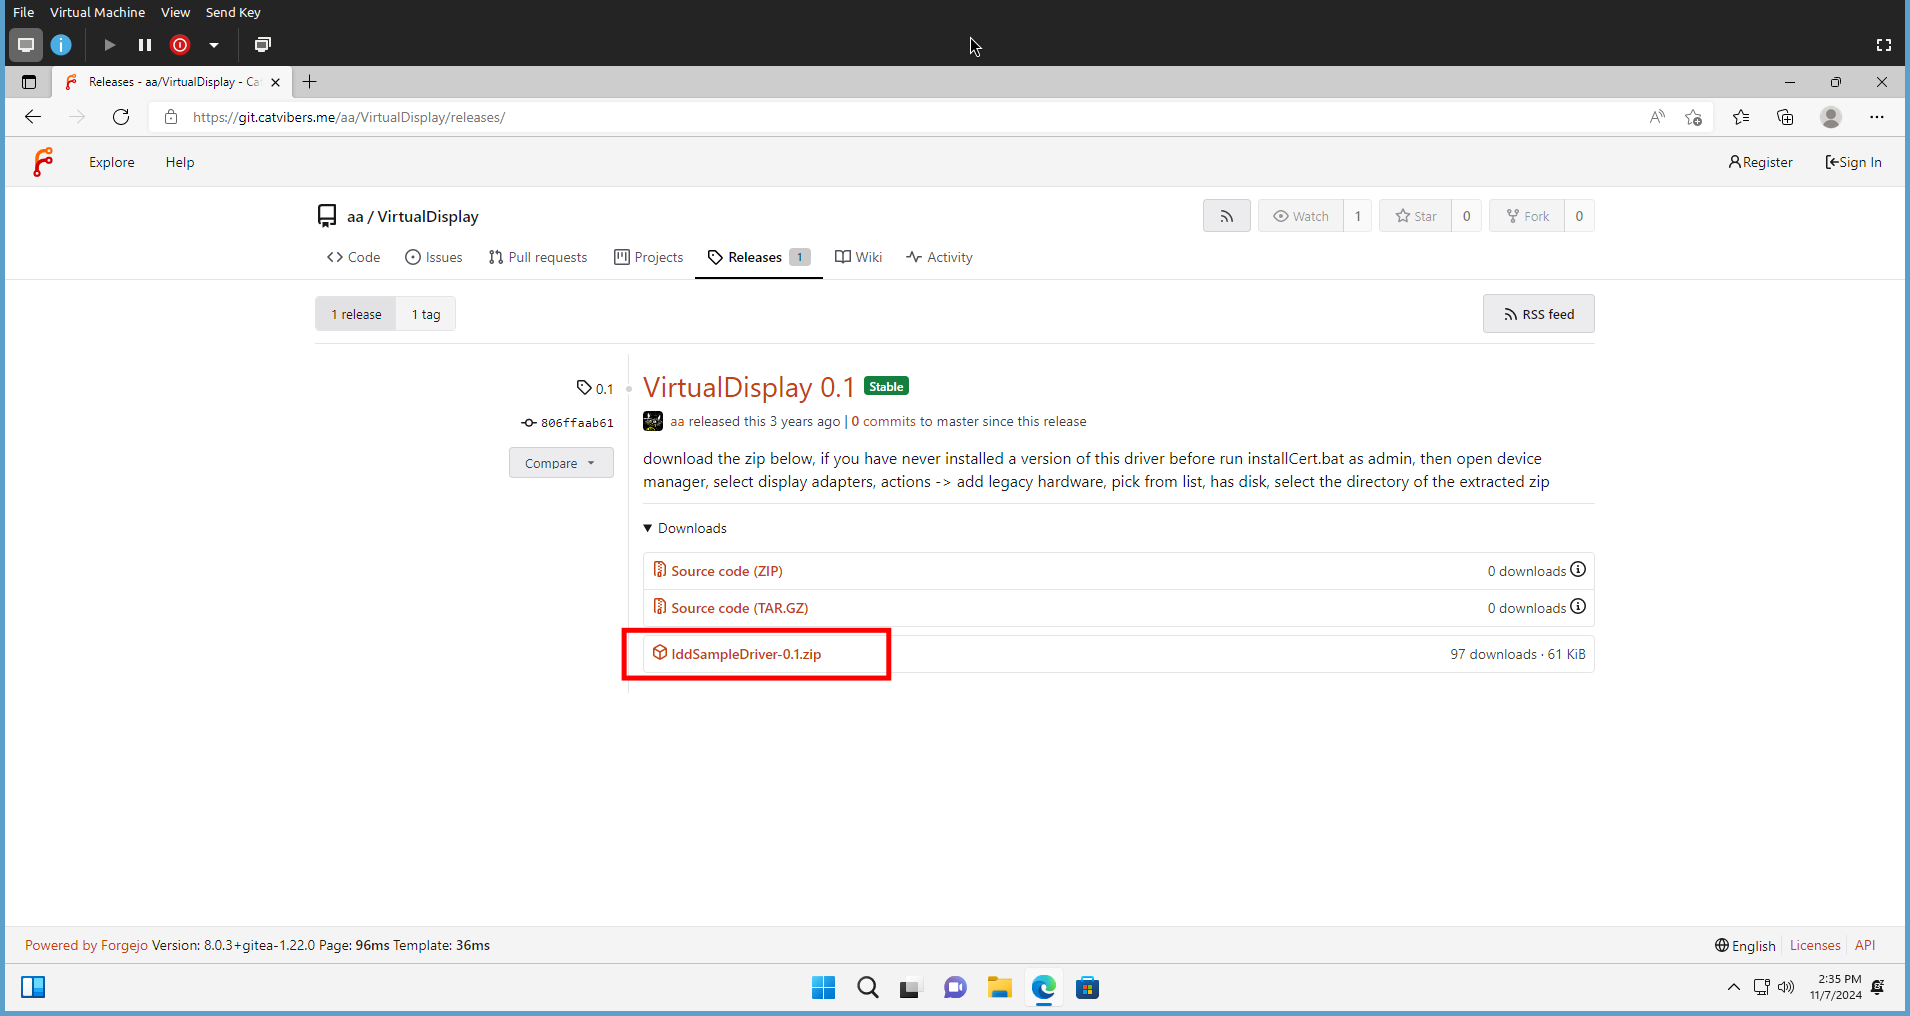 File Virtual Machine View Send Key
Releases - aa/VirtualDisplay - Ca
https://git.catvibers.me/aa/VirtualDisplay/releases/
Explore Help Register Sign In
aa / VirtualDisplay Watch 1 Star 0 Fork 0
Code Issues Pull requests Projects Releases 1 Wiki Activity
1 release 1 tag RSS feed
0.1 VirtualDisplay 0.1 Stable
806ffaab61 aa released this 3 years ago | 0 commits to master since this release
Compare
download the zip below, if you have never installed a version of this driver before run installCert.bat as admin, then open device
manager, select display adapters, actions -> add legacy hardware, pick from list, has disk, select the directory of the extracted zip
Downloads
Source code (ZIP) 0 downloads
Source code (TAR.GZ) 0 downloads
IddSampleDriver-0.1.zip 97 downloads · 61 KiB
Powered by Forgejo Version: 8.0.3+gitea-1.22.0 Page: 96ms Template: 36ms English Licenses API
2:35 PM
11/7/2024